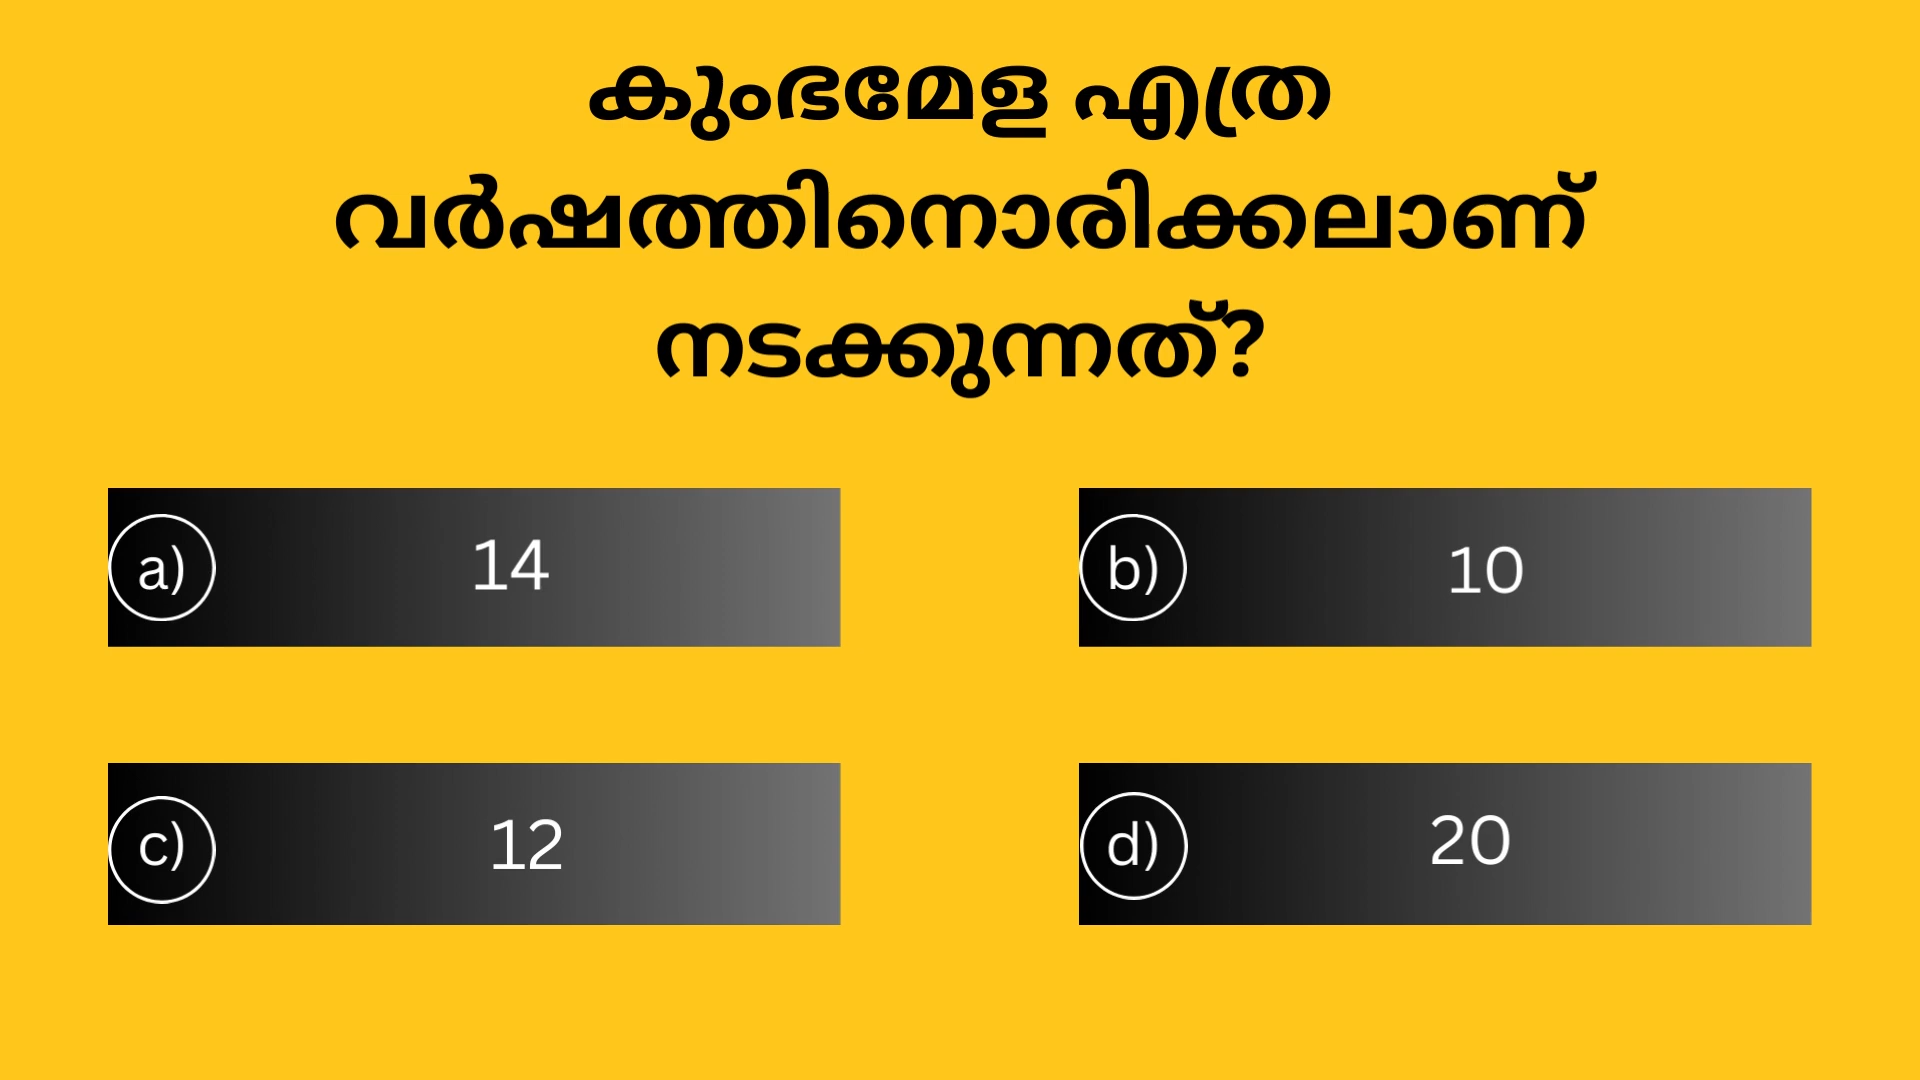 കുംഭമേള എത്ര
വർഷത്തിനൊരിക്കലാണ്
നടക്കുന്നത്?
a) 14
b) 10
c) 12
d) 20